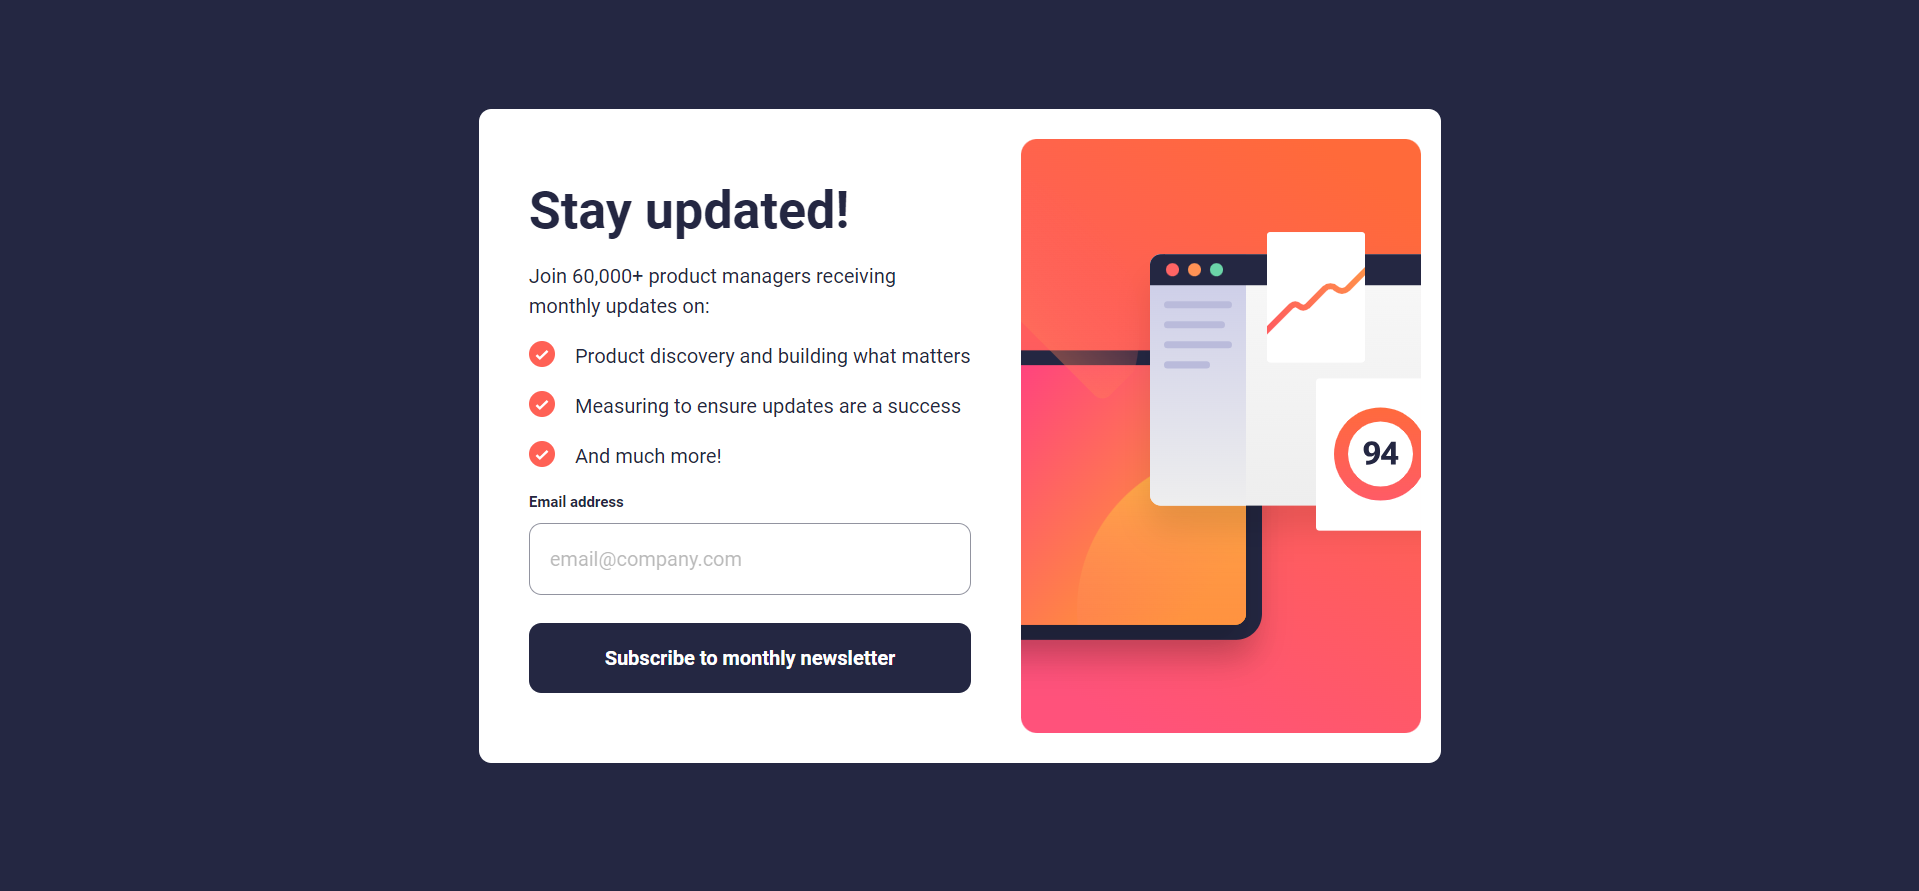 Stay updated!
Join 60,000+ product managers receiving
monthly updates on:
Product discovery and building what matters
Measuring to ensure updates are a success
And much more!
Email address
email@company.com
Subscribe to monthly newsletter
94